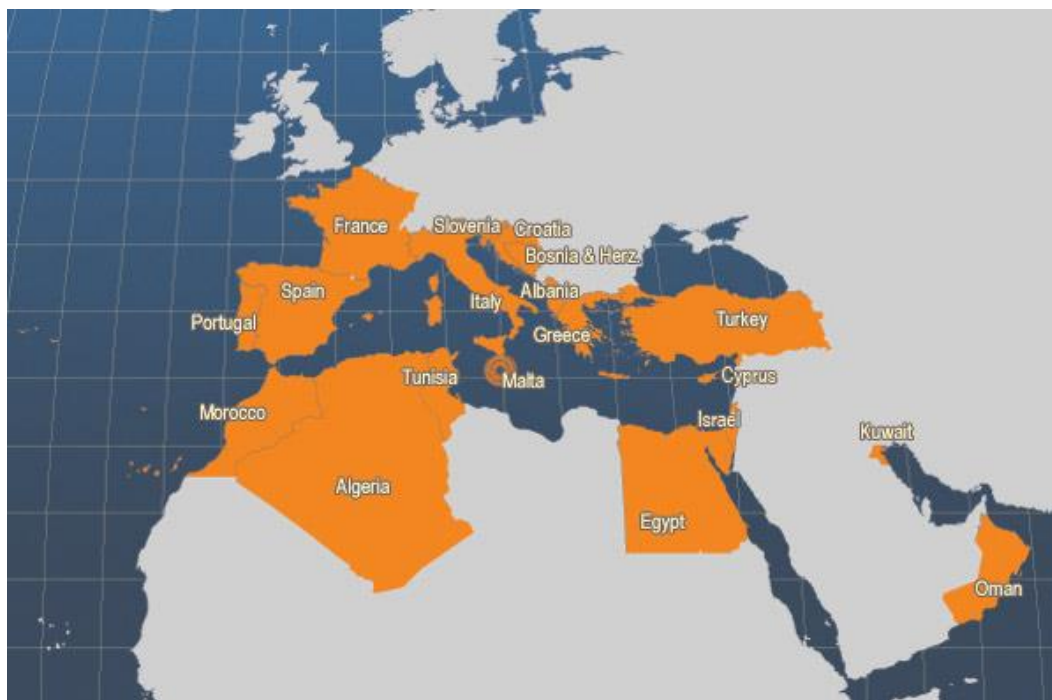 France
Slovenia
Croatia
Bosnia & Herz.
Spain
Italy
Albania
Portugal
Greece
Turkey
Tunisia
Malta
Cyprus
Morocco
Israel
Kuwait
Algeria
Egypt
Oman